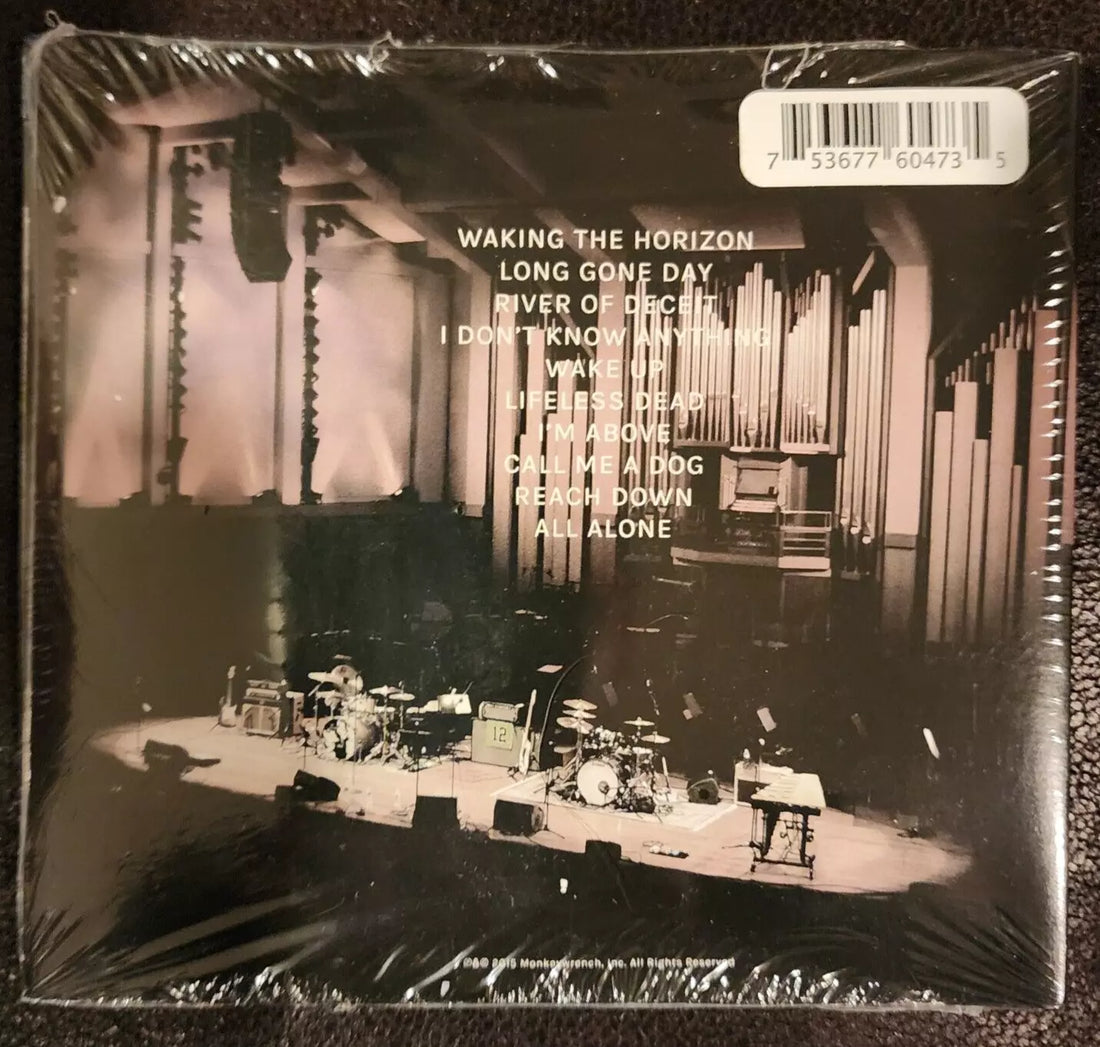 7 53677 60473 5
WAKING THE HORIZON
LONG GONE DAY
RIVER OF DECEIT
I DON'T KNOW ANYTHING
WAKE UP
LIFELESS DEAD
I'M ABOVE
CALL ME A DOG
REACH DOWN
ALL ALONE
12
℗&© 2015 Monkeywrench, Inc. All Rights Reserved